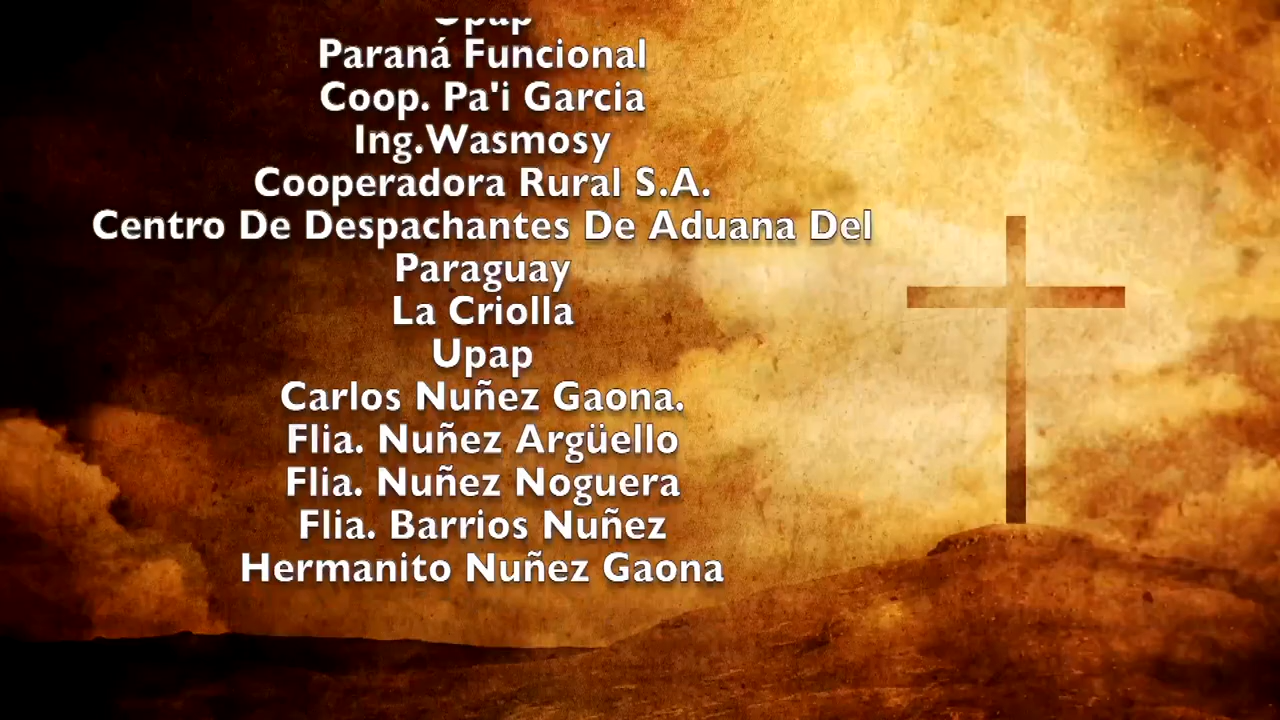 Upap
Paraná Funcional
Coop. Pa'i Garcia
Ing.Wasmosy
Cooperadora Rural S.A.
Centro De Despachantes De Aduana Del
Paraguay
La Criolla
Upap
Carlos Nuñez Gaona.
Flia. Nuñez Argüello
Flia. Nuñez Noguera
Flia. Barrios Nuñez
Hermanito Nuñez Gaona